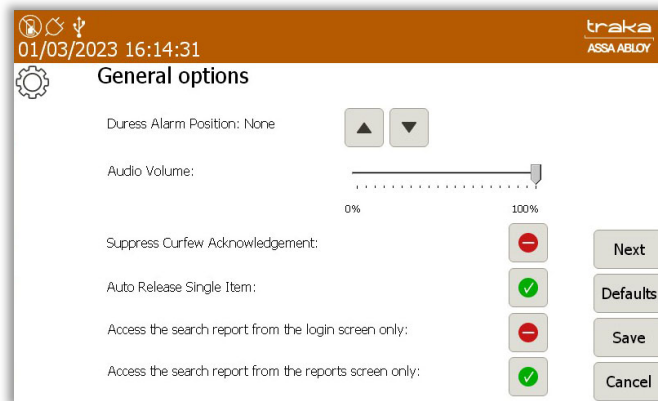 traka
01/03/2023 16:14:31
ASSA ABLOY
General options
Duress Alarm Position: None
Audio Volume:
0% 100%
Suppress Curfew Acknowledgement:
Next
Auto Release Single Item:
Defaults
Access the search report from the login screen only:
Save
Access the search report from the reports screen only:
Cancel